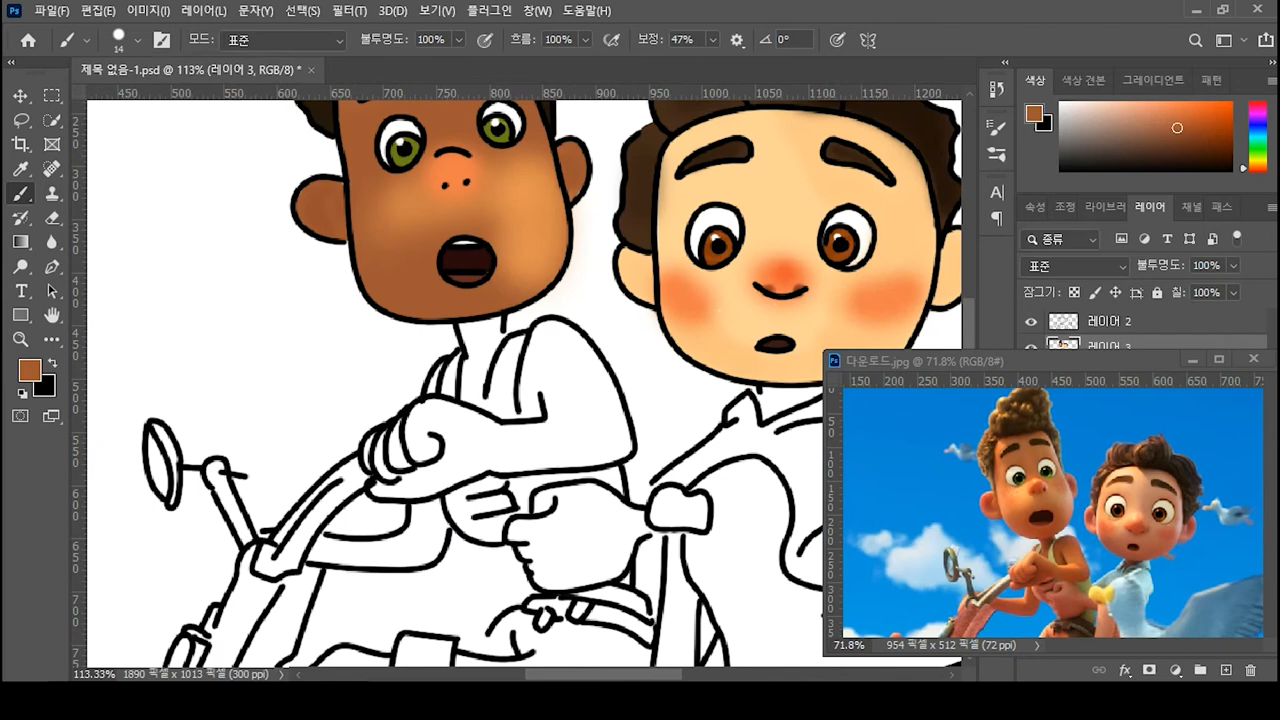 Ps 파일(F) 편집(E) 이미지(I) 레이어(L) 문자(Y) 선택(S) 필터(T) 3D(D) 보기(V) 플러그인 창(W) 도움말(H)
14 모드: 표준 불투명도: 100% 흐름: 100% 보정: 47% 0°
제목 없음-1.psd @ 113% (레이어 3, RGB/8) * ×
450 500 550 600 650 700 750 800 850 900 950 1000 1050 1100 1150 1200
색상 색상 견본 그레이디언트 패턴
속성 조정 라이브러리 레이어 채널 패스
종류
표준 불투명도: 100%
잠그기: 칠: 100%
레이어 2
레이어 3
Ps 다운로드.jpg @ 71.8% (RGB/8#)
150 200 250 300 350 400 450 500 550 600 650 700
71.8% 954 픽셀 x 512 픽셀 (72 ppi)
113.33% 1890 픽셀 x 1013 픽셀 (300 ppi)
fx